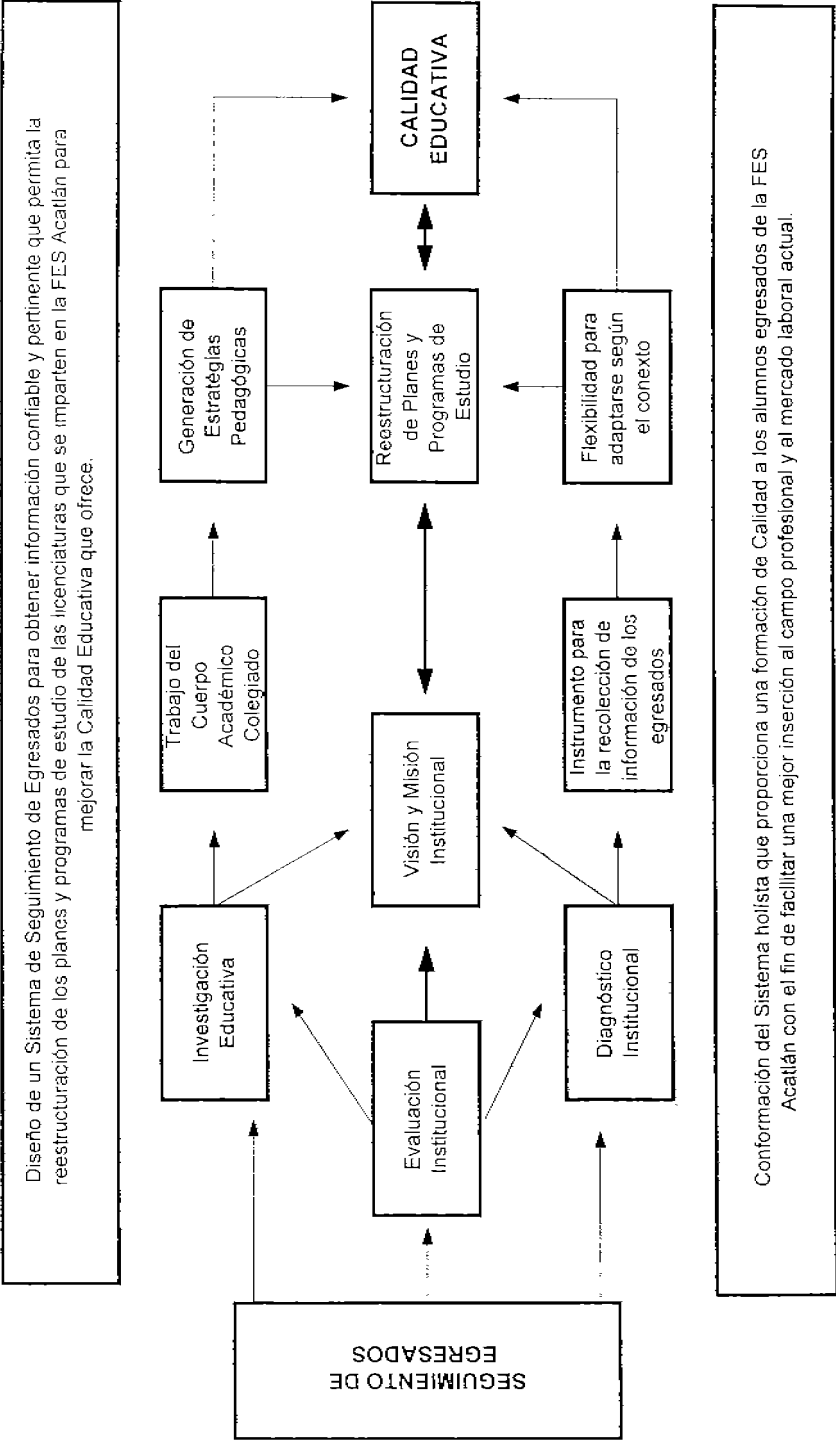 Diseño de un Sistema de Seguimiento de Egresados para obtener información confiable y pertinente que permita la
reestructuración de los planes y programas de estudio de las licenciaturas que se imparten en la FES Acatlán para
mejorar la Calidad Educativa que ofrece.
SEGUIMIENTO DE
EGRESADOS
Investigación
Educativa
Trabajo del
Cuerpo
Académico
Colegiado
Generación de
Estratégias
Pedagógicas
Evaluación
Institucional
Visión y Misión
Institucional
Reestructuración
de Planes y
Programas de
Estudio
CALIDAD
EDUCATIVA
Diagnóstico
Institucional
Instrumento para
la recolección de
información de los
egresados
Flexibilidad para
adaptarse según
el conexto
Conformación del Sistema holista que proporciona una formación de Calidad a los alumnos egresados de la FES
Acatlán con el fin de facilitar una mejor inserción al campo profesional y al mercado laboral actual.